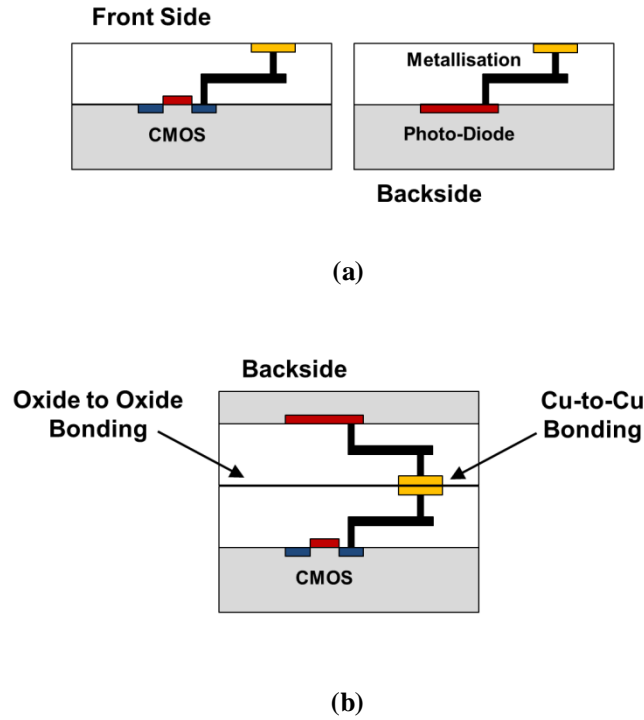 Front Side
Metallisation
CMOS
Photo-Diode
Backside
(a)
Backside
Oxide to Oxide
Bonding
Cu-to-Cu
Bonding
CMOS
(b)